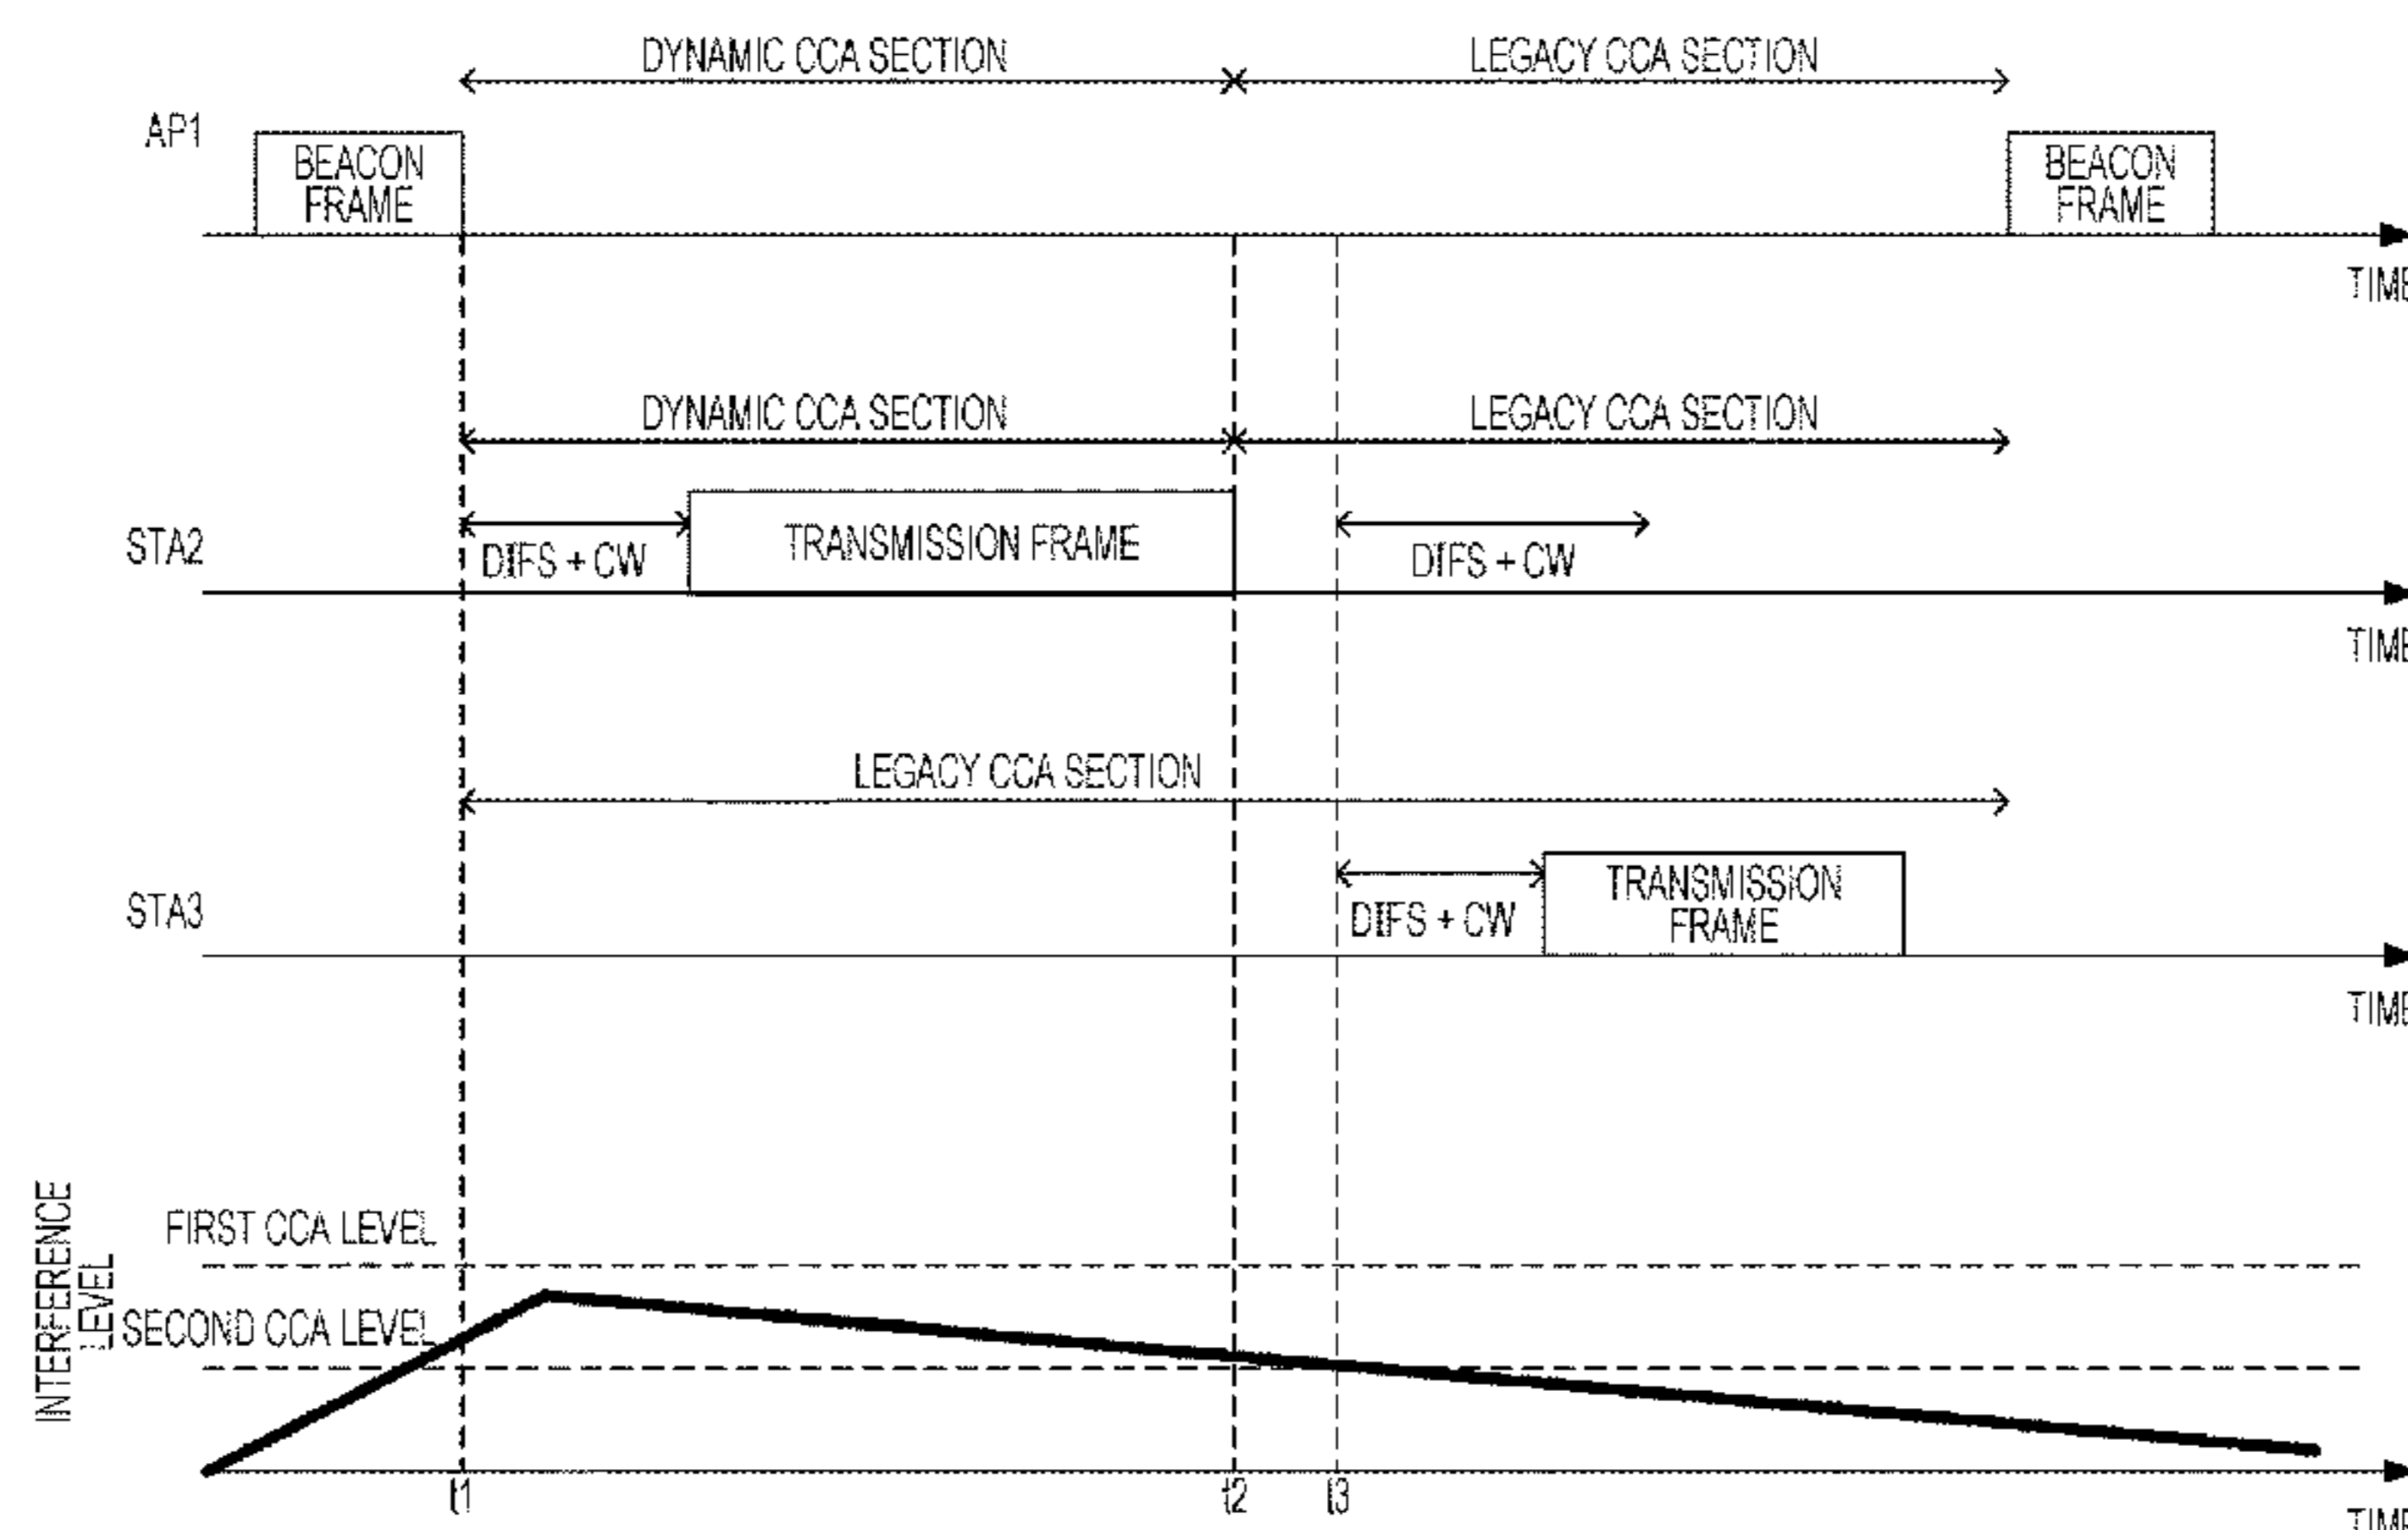 DYNAMIC CCA SECTION
LEGACY CCA SECTION
AP1
BEACON
FRAME
BEACON
FRAME
TIME
DYNAMIC CCA SECTION
LEGACY CCA SECTION
STA2
DIFS + CW
TRANSMISSION FRAME
DIFS + CW
TIME
LEGACY CCA SECTION
STA3
DIFS + CW
TRANSMISSION
FRAME
TIME
INTERFERENCE
LEVEL
FIRST CCA LEVEL
SECOND CCA LEVEL
t1
t2
t3
TIME